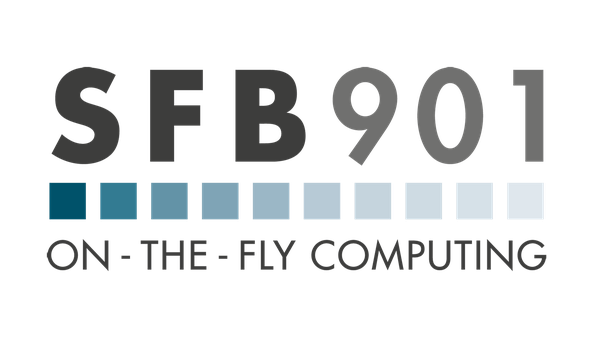 SFB901
ON - THE - FLY COMPUTING